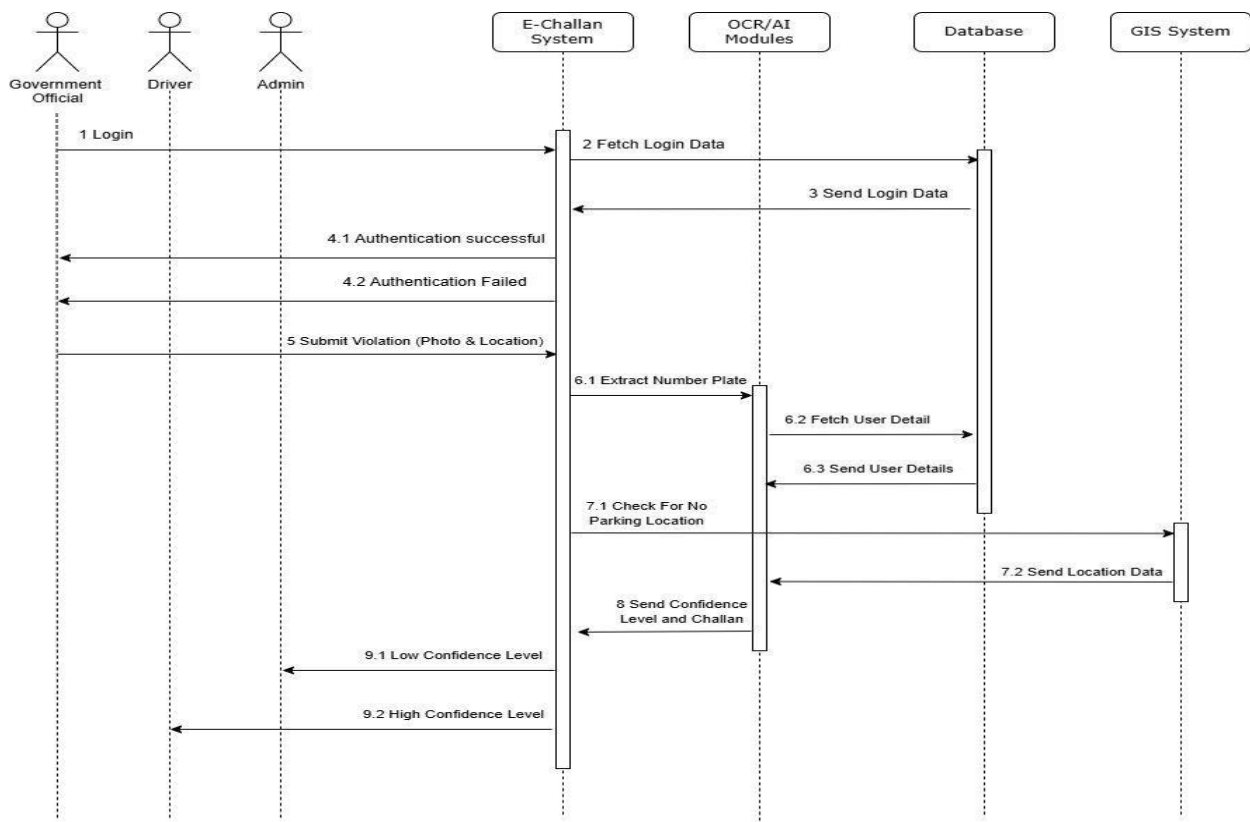 E-Challan
System
OCR/AI
Modules
Database
GIS System
Government
Official
Driver
Admin
1 Login
2 Fetch Login Data
3 Send Login Data
4.1 Authentication successful
4.2 Authentication Failed
5 Submit Violation (Photo & Location)
6.1 Extract Number Plate
6.2 Fetch User Detail
6.3 Send User Details
7.1 Check For No
Parking Location
7.2 Send Location Data
8 Send Confidence
Level and Challan
9.1 Low Confidence Level
9.2 High Confidence Level